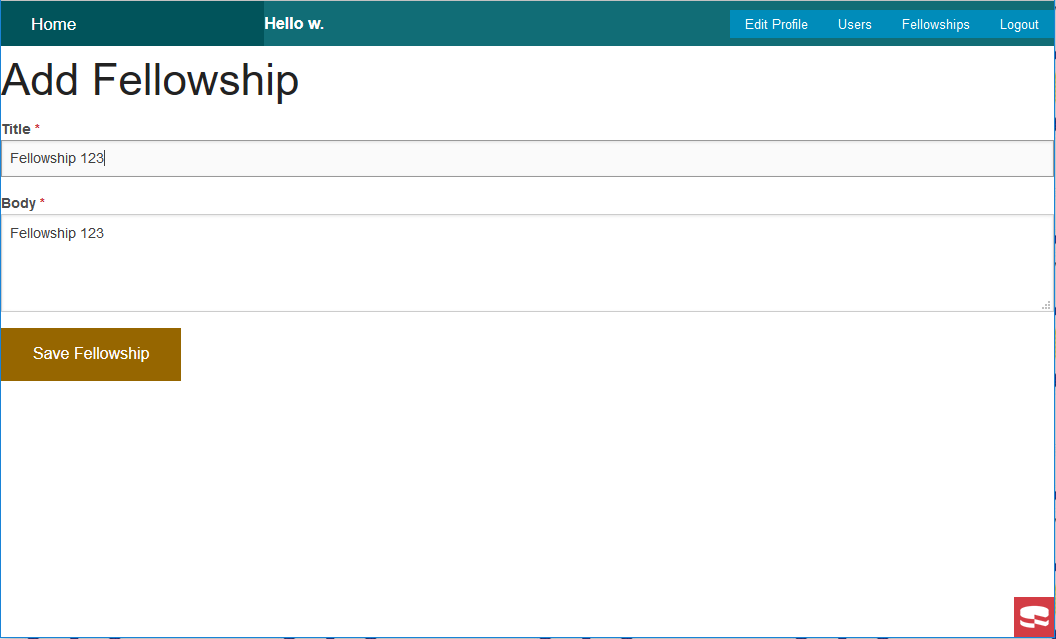 Home Hello w. Edit Profile Users Fellowships Logout
Add Fellowship
Title *
Fellowship 123
Body *
Fellowship 123
Save Fellowship